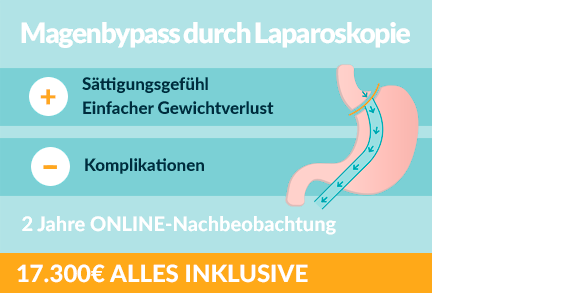 Magenbypass durch Laparoskopie
Sättigungsgefühl
Einfacher Gewichtverlust
Komplikationen
2 Jahre ONLINE-Nachbeobachtung
17.300€ ALLES INKLUSIVE